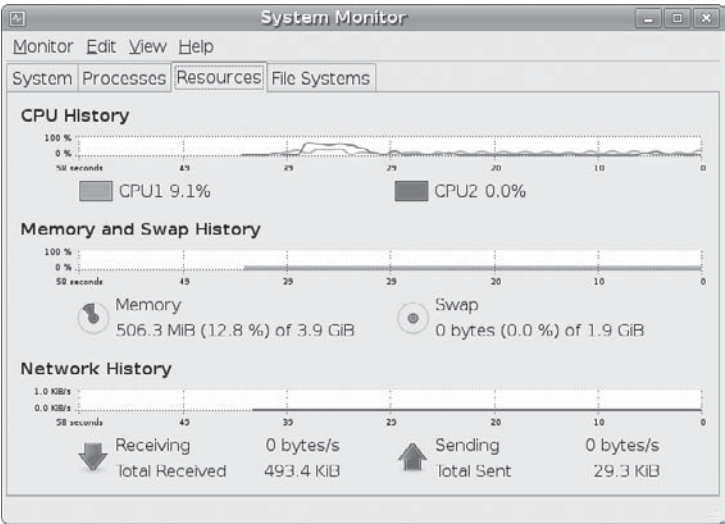 System Monitor
Monitor Edit View Help
System Processes Resources File Systems
CPU History
100 %
0 %
58 seconds 49 39 29 20 10 0
CPU1 9.1% CPU2 0.0%
Memory and Swap History
100 %
0 %
58 seconds 49 39 29 20 10 0
Memory Swap
506.3 MiB (12.8 %) of 3.9 GiB 0 bytes (0.0 %) of 1.9 GiB
Network History
1.0 KiB/s
0.0 KiB/s
58 seconds 49 39 29 20 10 0
Receiving 0 bytes/s Sending 0 bytes/s
Total Received 493.4 KiB Total Sent 29.3 KiB